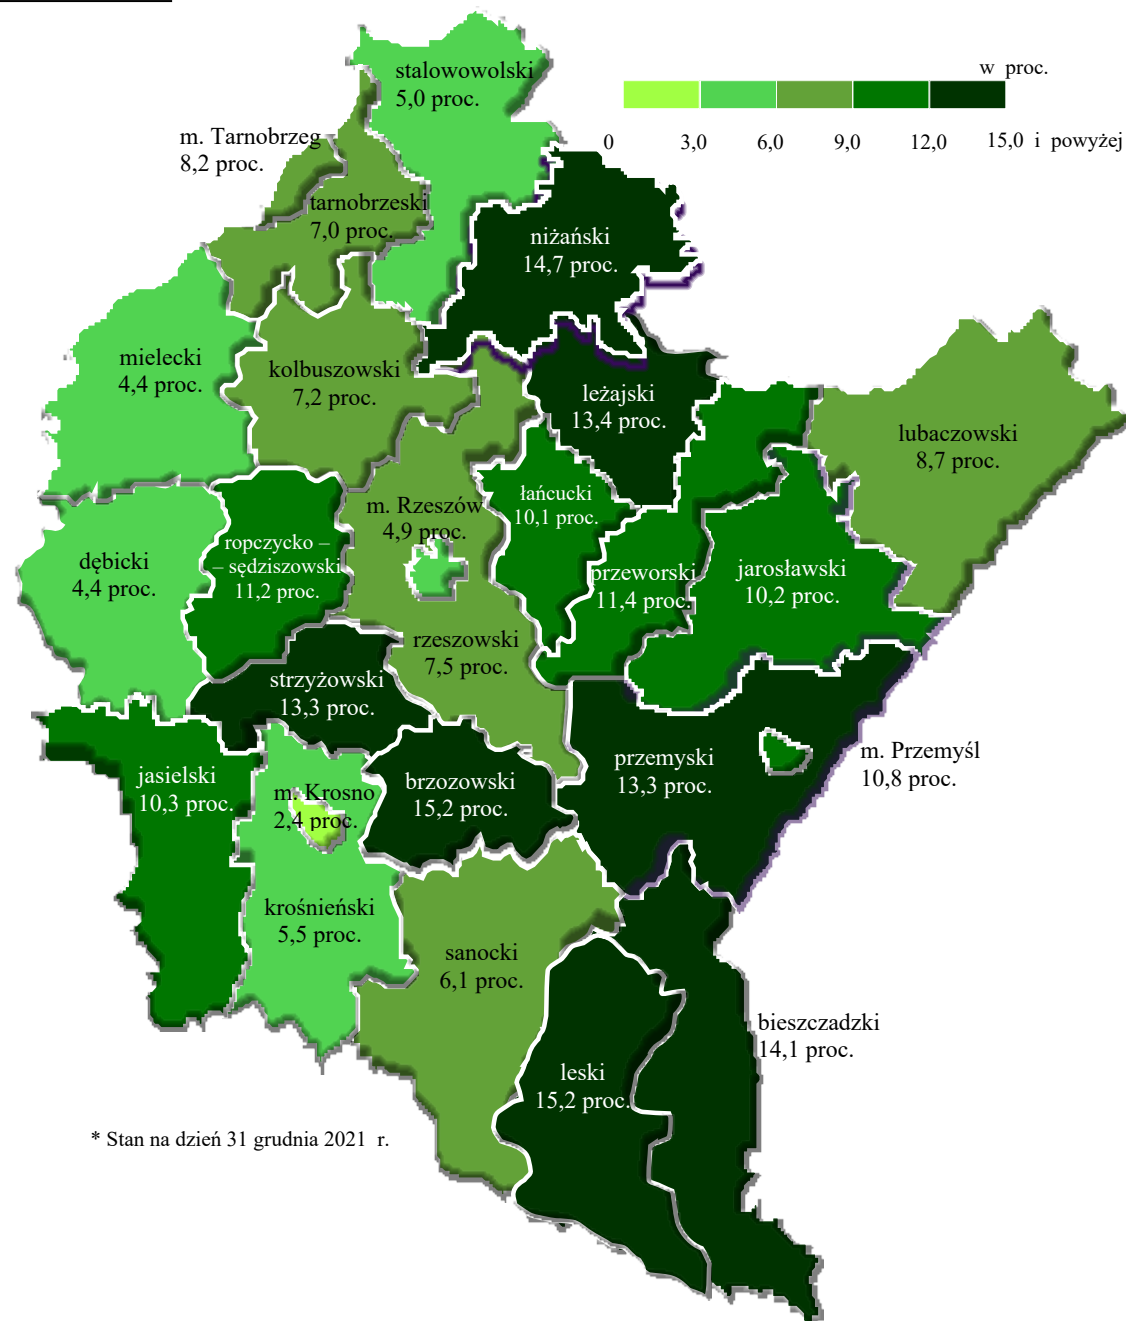 stalowowolski
5,0 proc.
w proc.
0 3,0 6,0 9,0 12,0 15,0 i powyżej
m. Tarnobrzeg
8,2 proc.
tarnobrzeski
7,0 proc.
niżański
14,7 proc.
mielecki
4,4 proc.
kolbuszowski
7,2 proc.
leżajski
13,4 proc.
lubaczowski
8,7 proc.
łańcucki
10,1 proc.
m. Rzeszów
4,9 proc.
ropczycko –
– sędziszowski
11,2 proc.
dębicki
4,4 proc.
przeworski
11,4 proc.
jarosławski
10,2 proc.
rzeszowski
7,5 proc.
strzyżowski
13,3 proc.
przemyski
13,3 proc.
m. Przemyśl
10,8 proc.
jasielski
10,3 proc.
m. Krosno
2,4 proc.
brzozowski
15,2 proc.
krośnieński
5,5 proc.
sanocki
6,1 proc.
bieszczadzki
14,1 proc.
leski
15,2 proc.
* Stan na dzień 31 grudnia 2021 r.